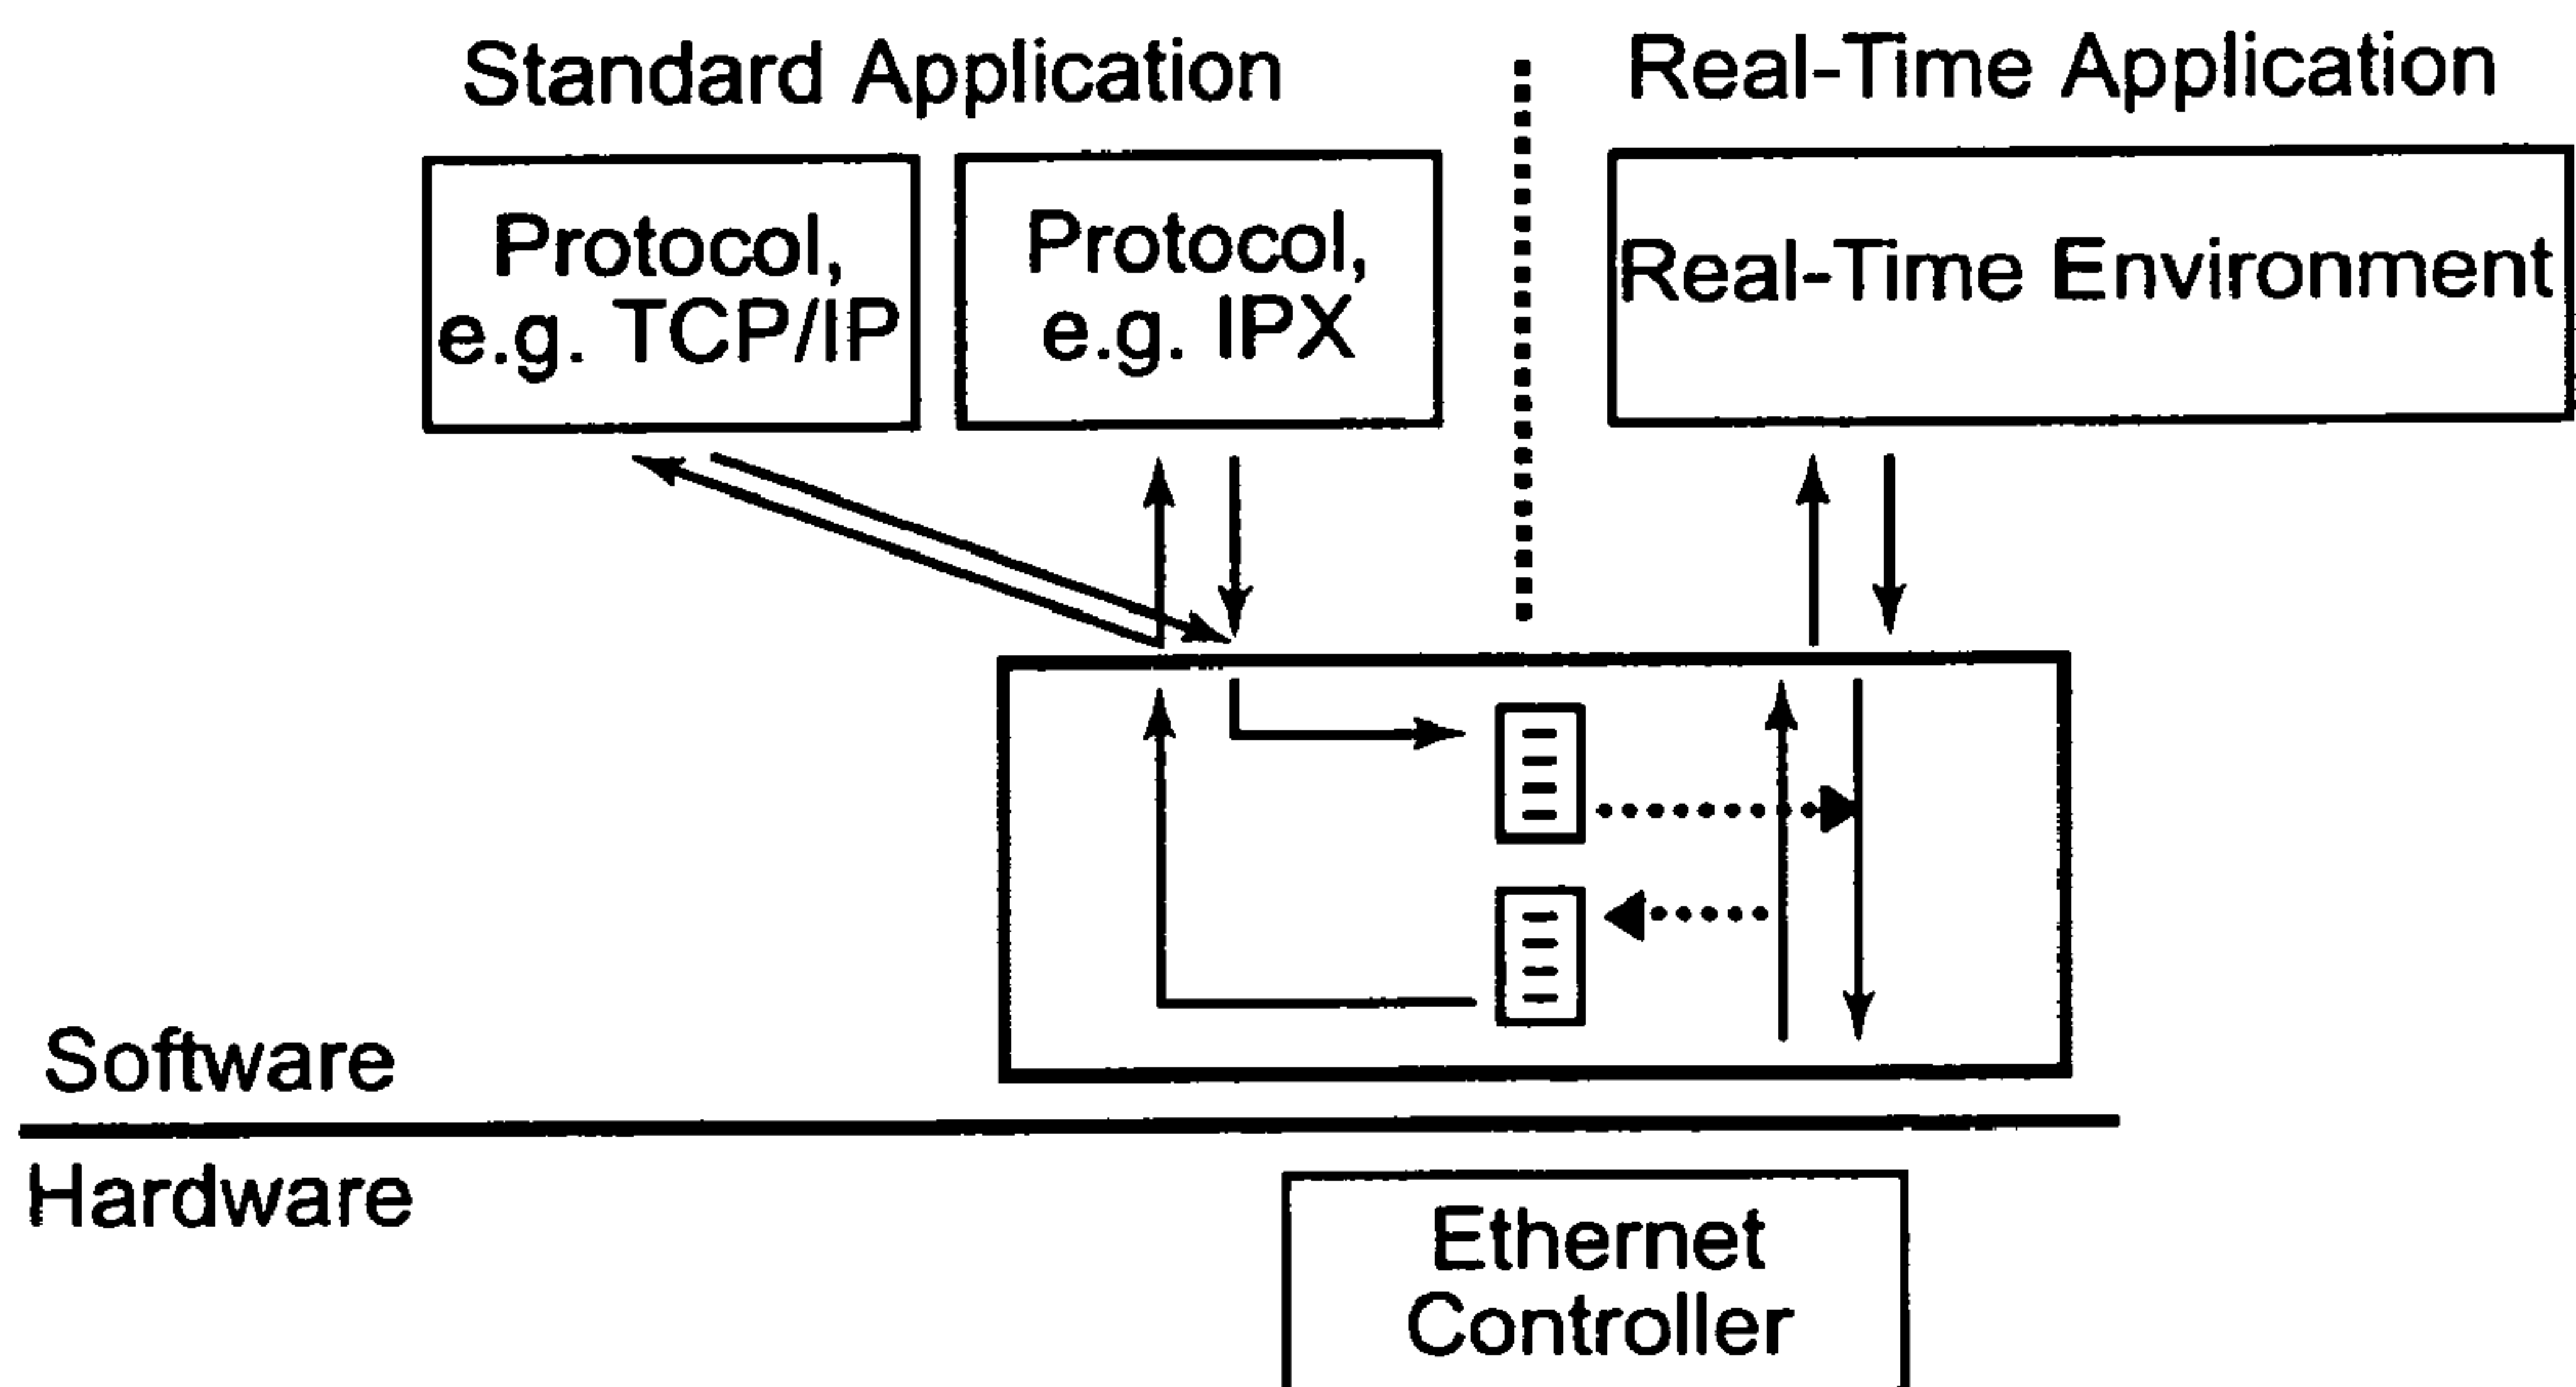 Standard Application
Real-Time Application
Protocol,
e.g. TCP/IP
Protocol,
e.g. IPX
Real-Time Environment
Software
Hardware
Ethernet
Controller